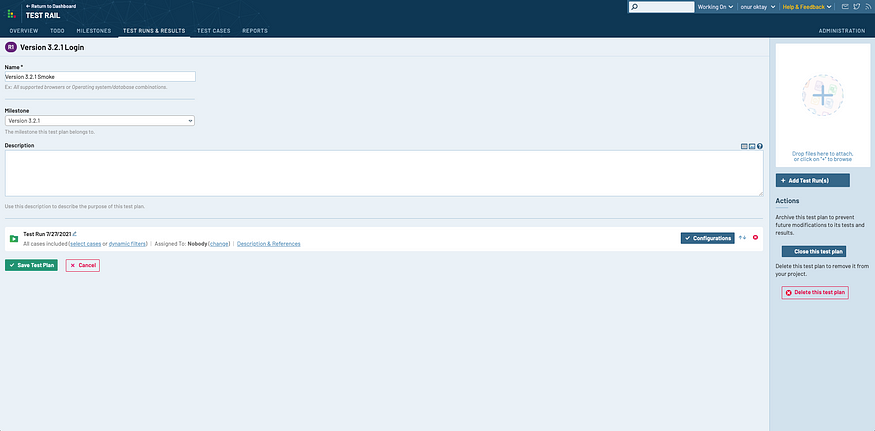 Return to Dashboard
TEST RAIL
Working On
onur oktay
Help & Feedback
OVERVIEW TODO MILESTONES TEST RUNS & RESULTS TEST CASES REPORTS ADMINISTRATION
R1 Version 3.2.1 Login
Name *
Version 3.2.1 Smoke
Ex: All supported browsers or Operating system/database combinations.
Milestone
Version 3.2.1
The milestone this test plan belongs to.
Description
Use this description to describe the purpose of this test plan.
Test Run 7/27/2021
All cases included (select cases or dynamic filters) | Assigned To: Nobody (change) | Description & References
Configurations
Save Test Plan
Cancel
Drop files here to attach,
or click on "+" to browse
+ Add Test Run(s)
Actions
Archive this test plan to prevent
future modifications to its tests and
results.
Close this test plan
Delete this test plan to remove it from
your project.
Delete this test plan